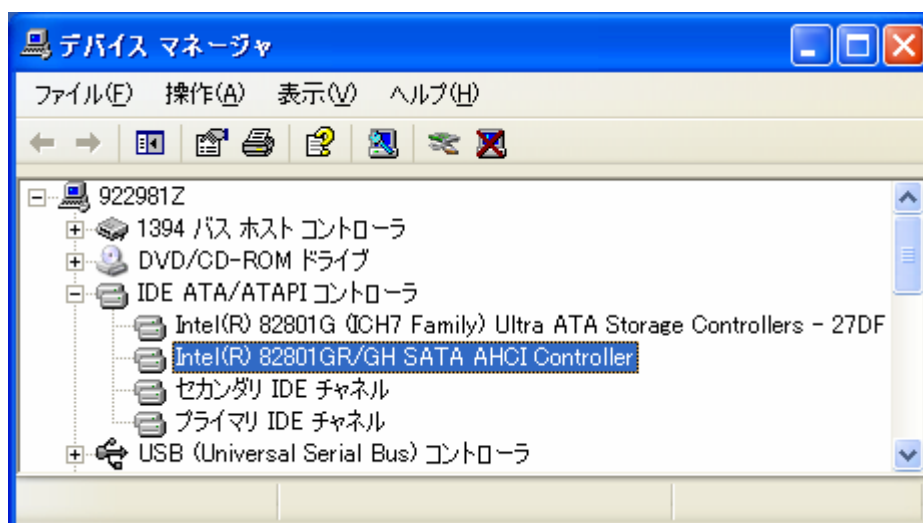 デバイス マネージャ
ファイル(F) 操作(A) 表示(V) ヘルプ(H)
922981Z
1394 バス ホスト コントローラ
DVD/CD-ROM ドライブ
IDE ATA/ATAPI コントローラ
Intel(R) 82801G (ICH7 Family) Ultra ATA Storage Controllers - 27DF
Intel(R) 82801GR/GH SATA AHCI Controller
セカンダリ IDE チャネル
プライマリ IDE チャネル
USB (Universal Serial Bus) コントローラ